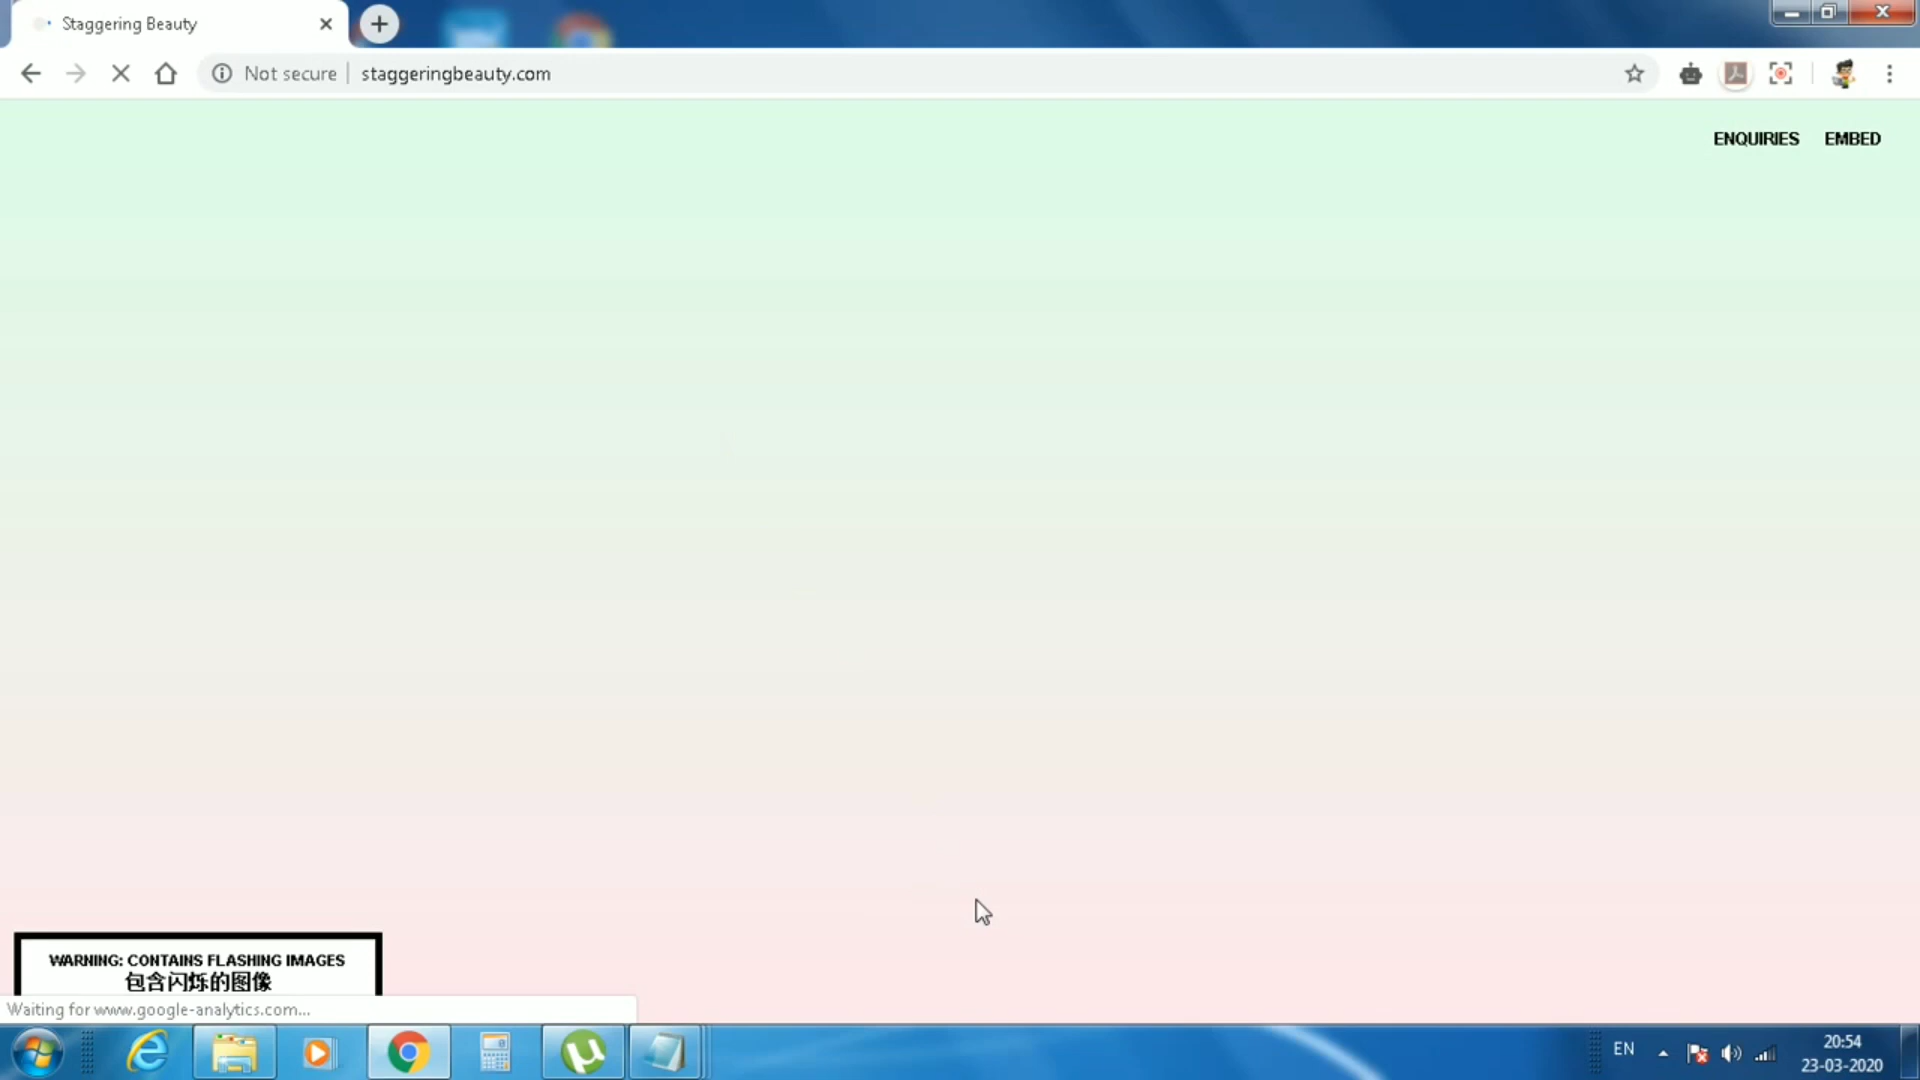 Staggering Beauty
Not secure | staggeringbeauty.com
ENQUIRIES EMBED
WARNING: CONTAINS FLASHING IMAGES
包含闪烁的图像
Waiting for www.google-analytics.com...
EN
20:54
23-03-2020